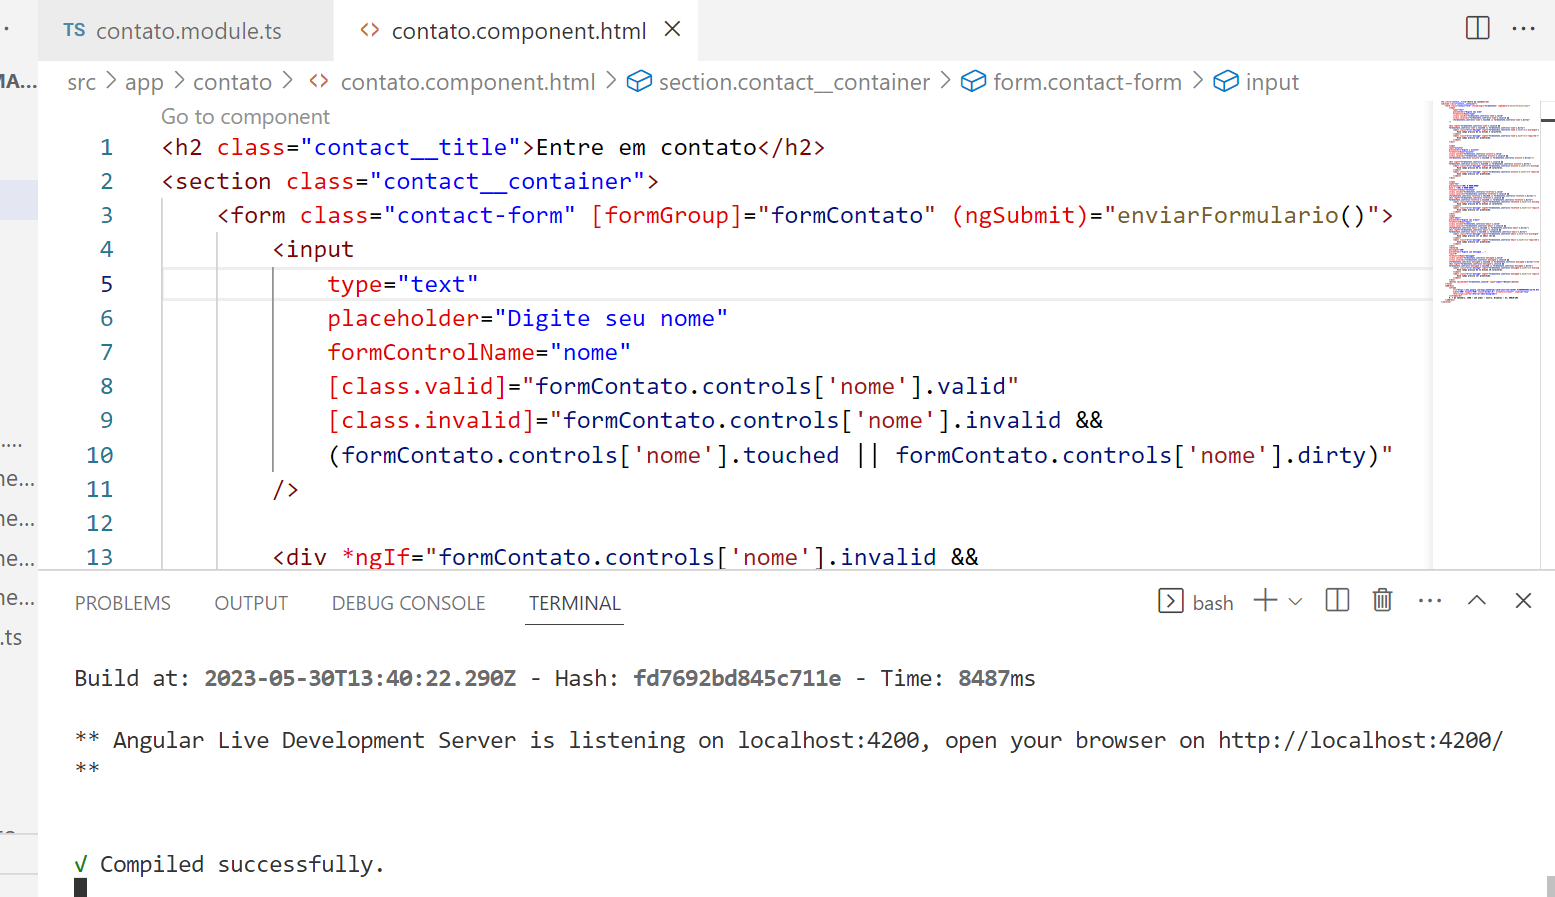 TS contato.module.ts <> contato.component.html
MA...
src > app > contato > <> contato.component.html > section.contact__container > form.contact-form > input
Go to component
1 <h2 class="contact__title">Entre em contato</h2>
2 <section class="contact__container">
3 <form class="contact-form" [formGroup]="formContato" (ngSubmit)="enviarFormulario()">
4 <input
5 type="text"
6 placeholder="Digite seu nome"
7 formControlName="nome"
8 [class.valid]="formContato.controls['nome'].valid"
9 [class.invalid]="formContato.controls['nome'].invalid &&
10 (formContato.controls['nome'].touched || formContato.controls['nome'].dirty)"
11 />
12
13 <div *ngIf="formContato.controls['nome'].invalid &&
ne...
ne...
ne...
ne...
.ts
PROBLEMS OUTPUT DEBUG CONSOLE TERMINAL bash
Build at: 2023-05-30T13:40:22.290Z - Hash: fd7692bd845c711e - Time: 8487ms
** Angular Live Development Server is listening on localhost:4200, open your browser on http://localhost:4200/
**
√ Compiled successfully.